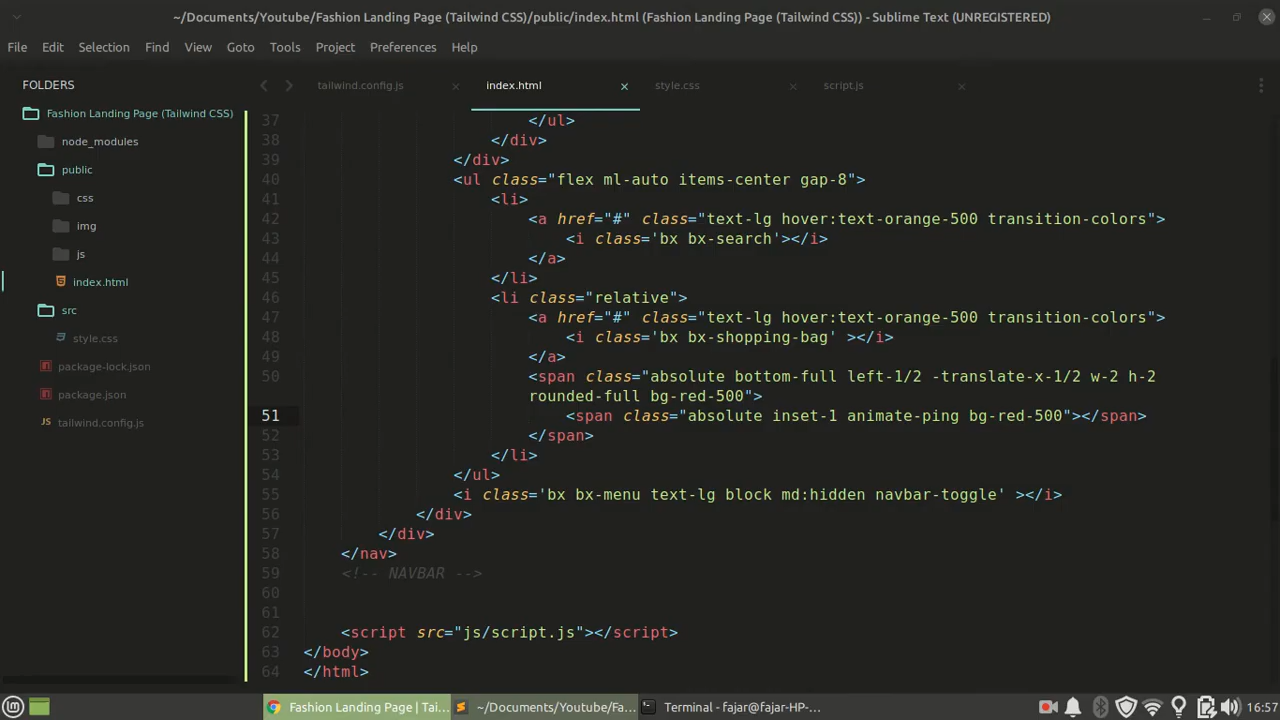 ~/Documents/Youtube/Fashion Landing Page (Tailwind CSS)/public/index.html (Fashion Landing Page (Tailwind CSS)) - Sublime Text (UNREGISTERED)
File Edit Selection Find View Goto Tools Project Preferences Help
FOLDERS
Fashion Landing Page (Tailwind CSS)
node_modules
public
css
img
js
index.html
src
style.css
package-lock.json
package.json
tailwind.config.js
tailwind.config.js index.html style.css script.js
37 </ul>
38 </div>
39 </div>
40 <ul class="flex ml-auto items-center gap-8">
41 <li>
42 <a href="#" class="text-lg hover:text-orange-500 transition-colors">
43 <i class='bx bx-search'></i>
44 </a>
45 </li>
46 <li class="relative">
47 <a href="#" class="text-lg hover:text-orange-500 transition-colors">
48 <i class='bx bx-shopping-bag' ></i>
49 </a>
50 <span class="absolute bottom-full left-1/2 -translate-x-1/2 w-2 h-2
rounded-full bg-red-500">
51 <span class="absolute inset-1 animate-ping bg-red-500"></span>
52 </span>
53 </li>
54 </ul>
55 <i class='bx bx-menu text-lg block md:hidden navbar-toggle' ></i>
56 </div>
57 </div>
58 </nav>
59 <!-- NAVBAR -->
60
61
62 <script src="js/script.js"></script>
63 </body>
64 </html>
Fashion Landing Page | Tai... ~/Documents/Youtube/Fa... Terminal - fajar@fajar-HP-... 16:57